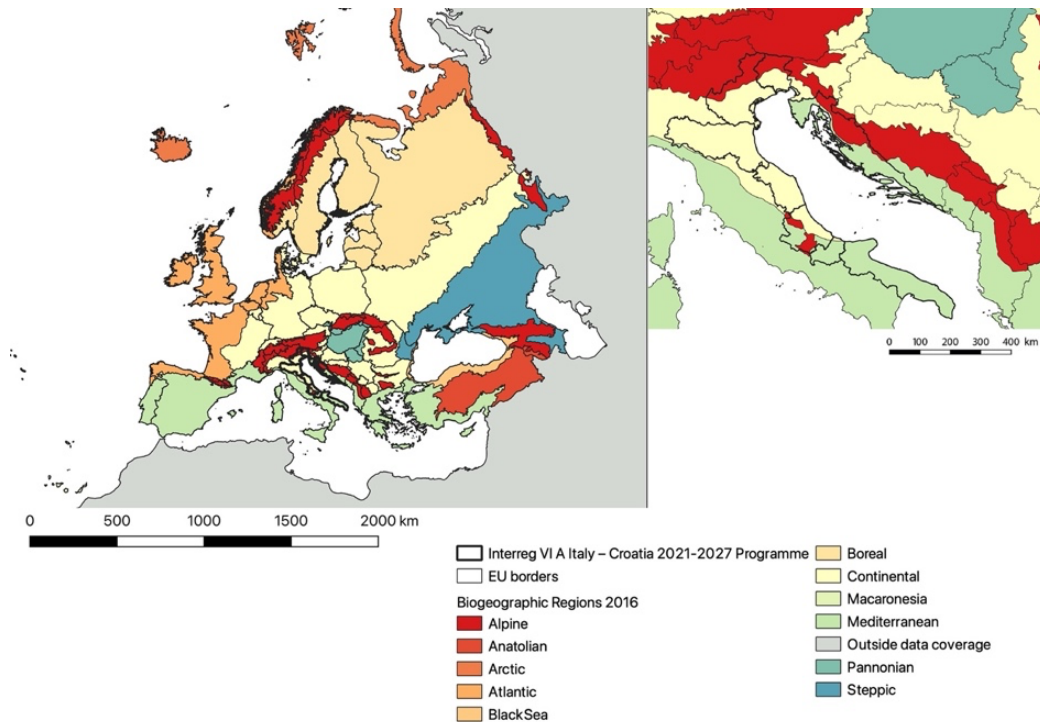 0 100 200 300 400 km
0 500 1000 1500 2000 km
Interreg VI A Italy – Croatia 2021-2027 Programme
EU borders
Biogeographic Regions 2016
Alpine
Anatolian
Arctic
Atlantic
BlackSea
Boreal
Continental
Macaronesia
Mediterranean
Outside data coverage
Pannonian
Steppic